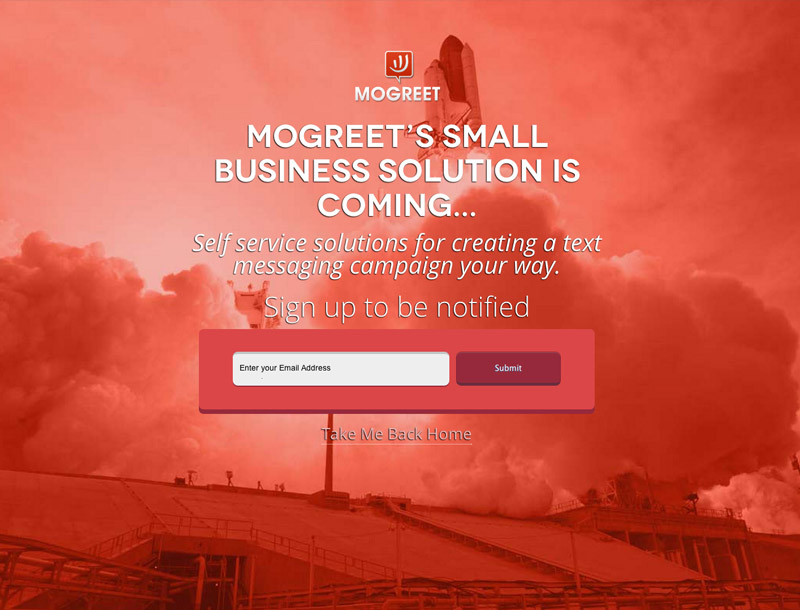 MOGREET
MOGREET'S SMALL
BUSINESS SOLUTION IS
COMING...
Self service solutions for creating a text
messaging campaign your way.
Sign up to be notified
Enter your Email Address
Submit
Take Me Back Home